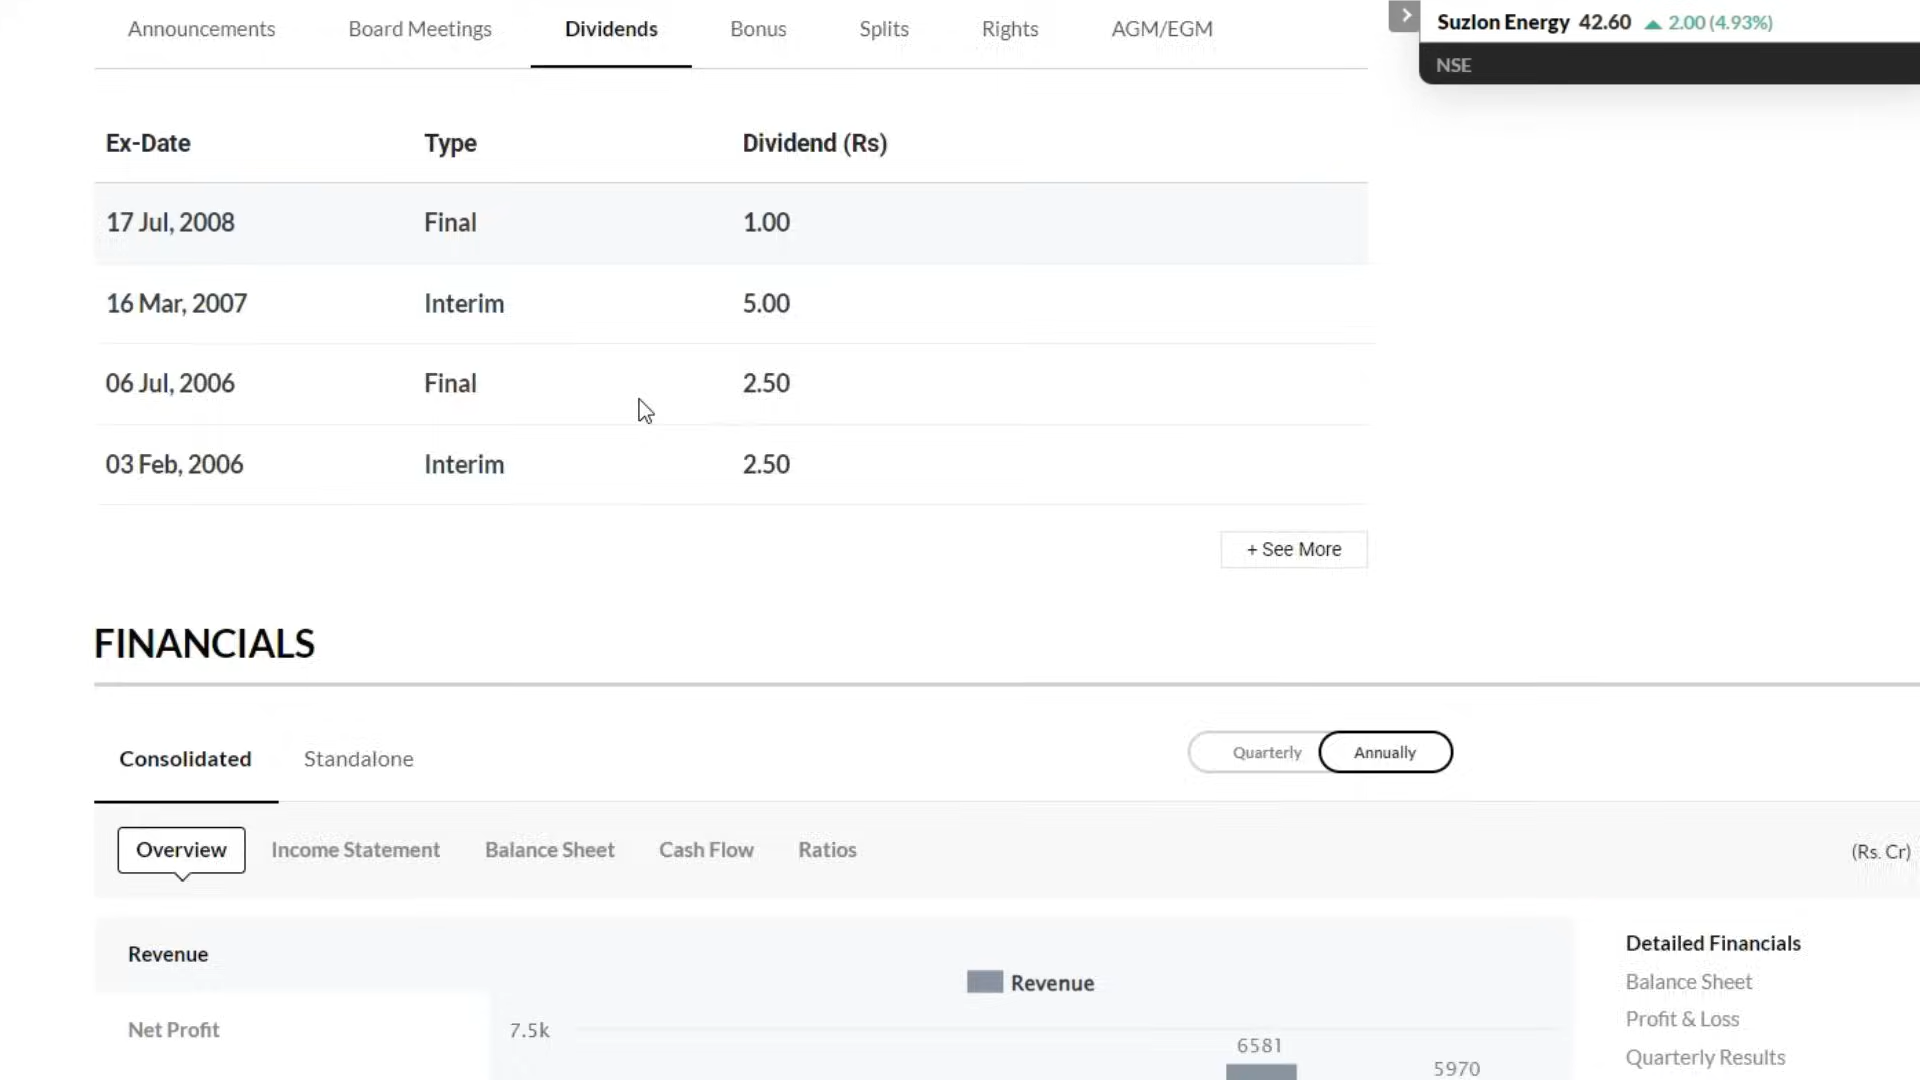 Announcements Board Meetings Dividends Bonus Splits Rights AGM/EGM
Suzlon Energy 42.60 2.00 (4.93%)
NSE
Ex-Date Type Dividend (Rs)
17 Jul, 2008 Final 1.00
16 Mar, 2007 Interim 5.00
06 Jul, 2006 Final 2.50
03 Feb, 2006 Interim 2.50
+ See More
FINANCIALS
Consolidated Standalone Quarterly Annually
Overview Income Statement Balance Sheet Cash Flow Ratios (Rs. Cr)
Revenue
Revenue
Net Profit
7.5k
6581
5970
Detailed Financials
Balance Sheet
Profit & Loss
Quarterly Results